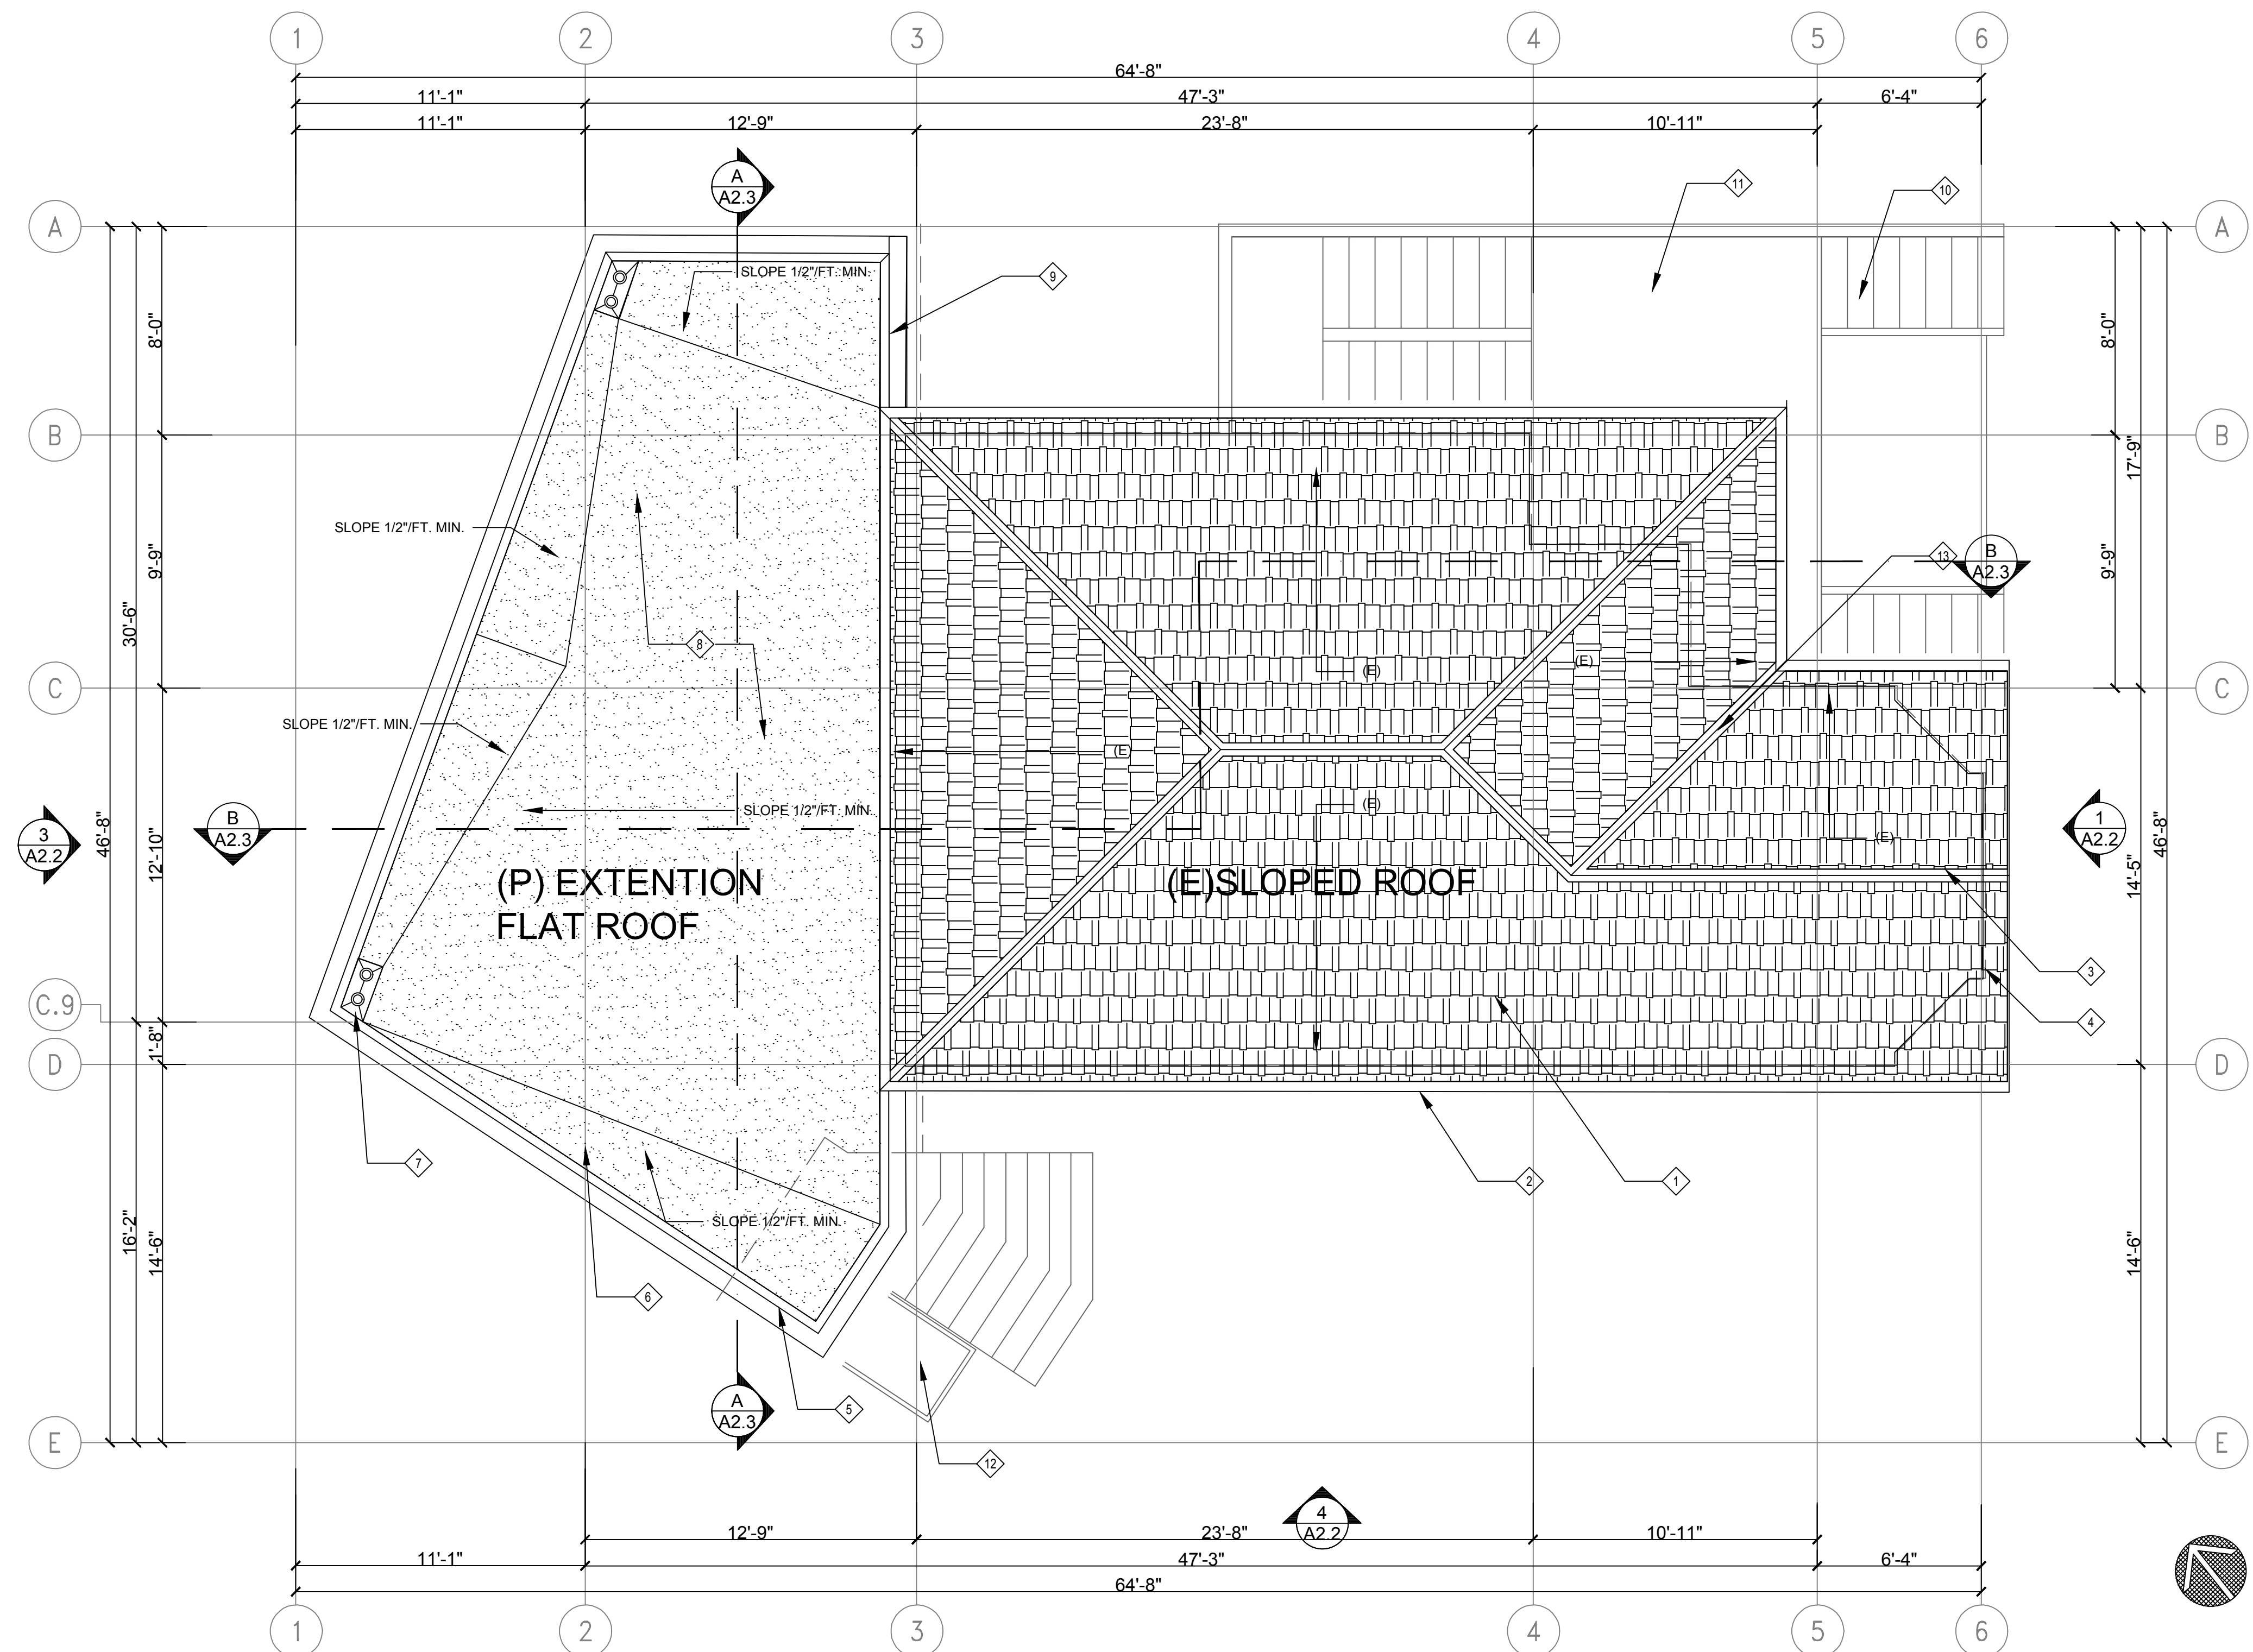 1 2 3 4 5 6
64'-8"
11'-1" 47'-3" 6'-4"
11'-1" 12'-9" 23'-8" 10'-11"
A
A2.3
11
10
A
A
SLOPE 1/2"/FT. MIN.
9
8'-0"
8'-0"
B
B
17'-9"
SLOPE 1/2"/FT. MIN.
9'-9"
13
B
A2.3
9'-9"
30'-6"
8
(E)
(E)
C
C
SLOPE 1/2"/FT. MIN.
(E)
(E)
SLOPE 1/2"/FT. MIN.
3
A2.2
46'-8"
B
A2.3
12'-10"
(E)
1
A2.2
46'-8"
14'-5"
(P) EXTENTION
FLAT ROOF
(E)SLOPED ROOF
3
C.9
4
1'-8"
D
D
7
2
1
16'-2"
14'-6"
SLOPE 1/2"/FT. MIN.
14'-6"
6
A
A2.3
5
E
E
12
4
A2.2
12'-9" 23'-8" 10'-11"
11'-1" 47'-3" 6'-4"
64'-8"
1 2 3 4 5 6